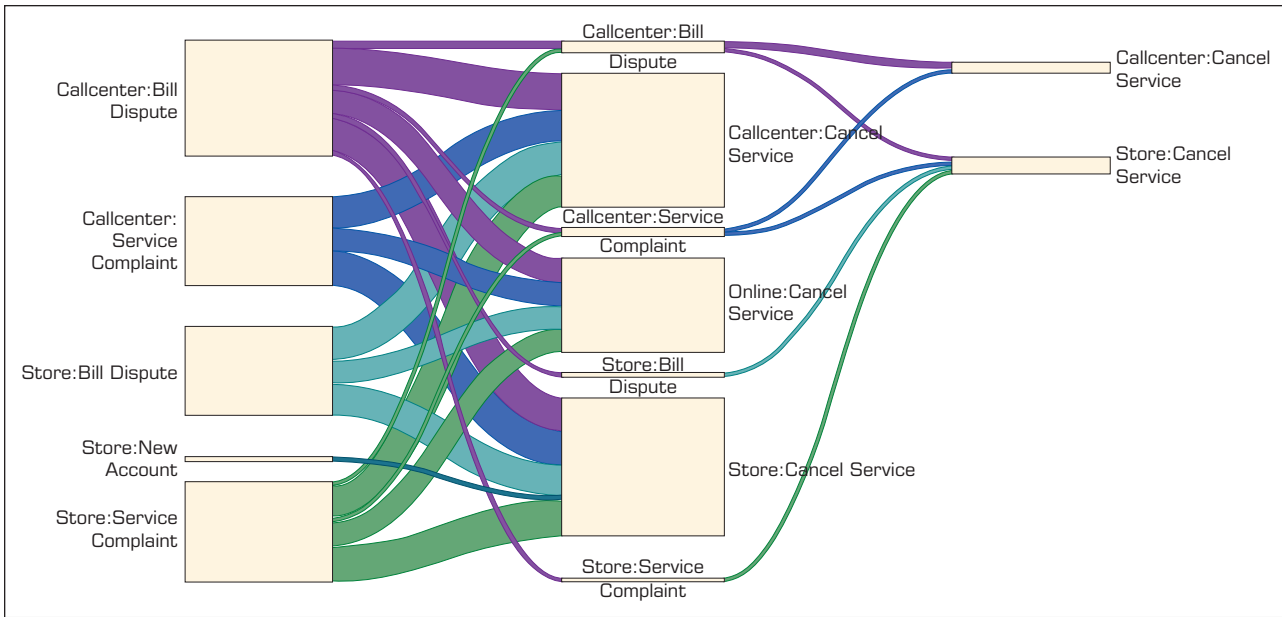 Callcenter:Bill
Dispute
Callcenter:
Service
Complaint
Store:Bill Dispute
Store:New
Account
Store:Service
Complaint
Callcenter:Bill
Dispute
Callcenter:Cancel
Service
Callcenter:Service
Complaint
Online:Cancel
Service
Store:Bill
Dispute
Store:Cancel Service
Store:Service
Complaint
Callcenter:Cancel
Service
Store:Cancel
Service